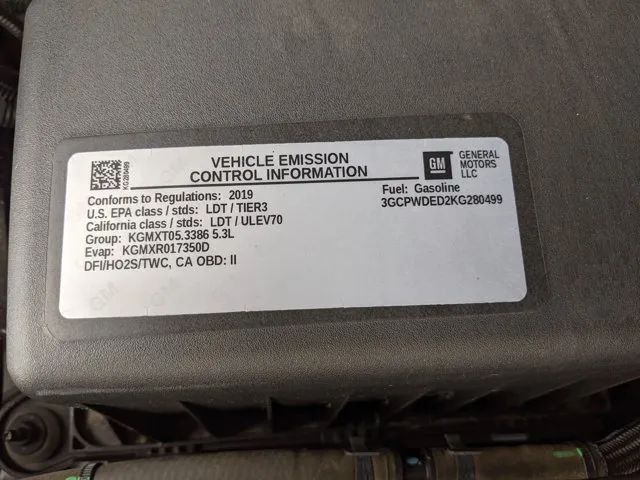 KG280499
VEHICLE EMISSION
CONTROL INFORMATION
GM
GENERAL
MOTORS
LLC
Conforms to Regulations: 2019
Fuel: Gasoline
U.S. EPA class / stds: LDT / TIER3
3GCPWDED2KG280499
California class / stds: LDT / ULEV70
Group: KGMXT05.3386 5.3L
Evap: KGMXR017350D
DFI/HO2S/TWC, CA OBD: II